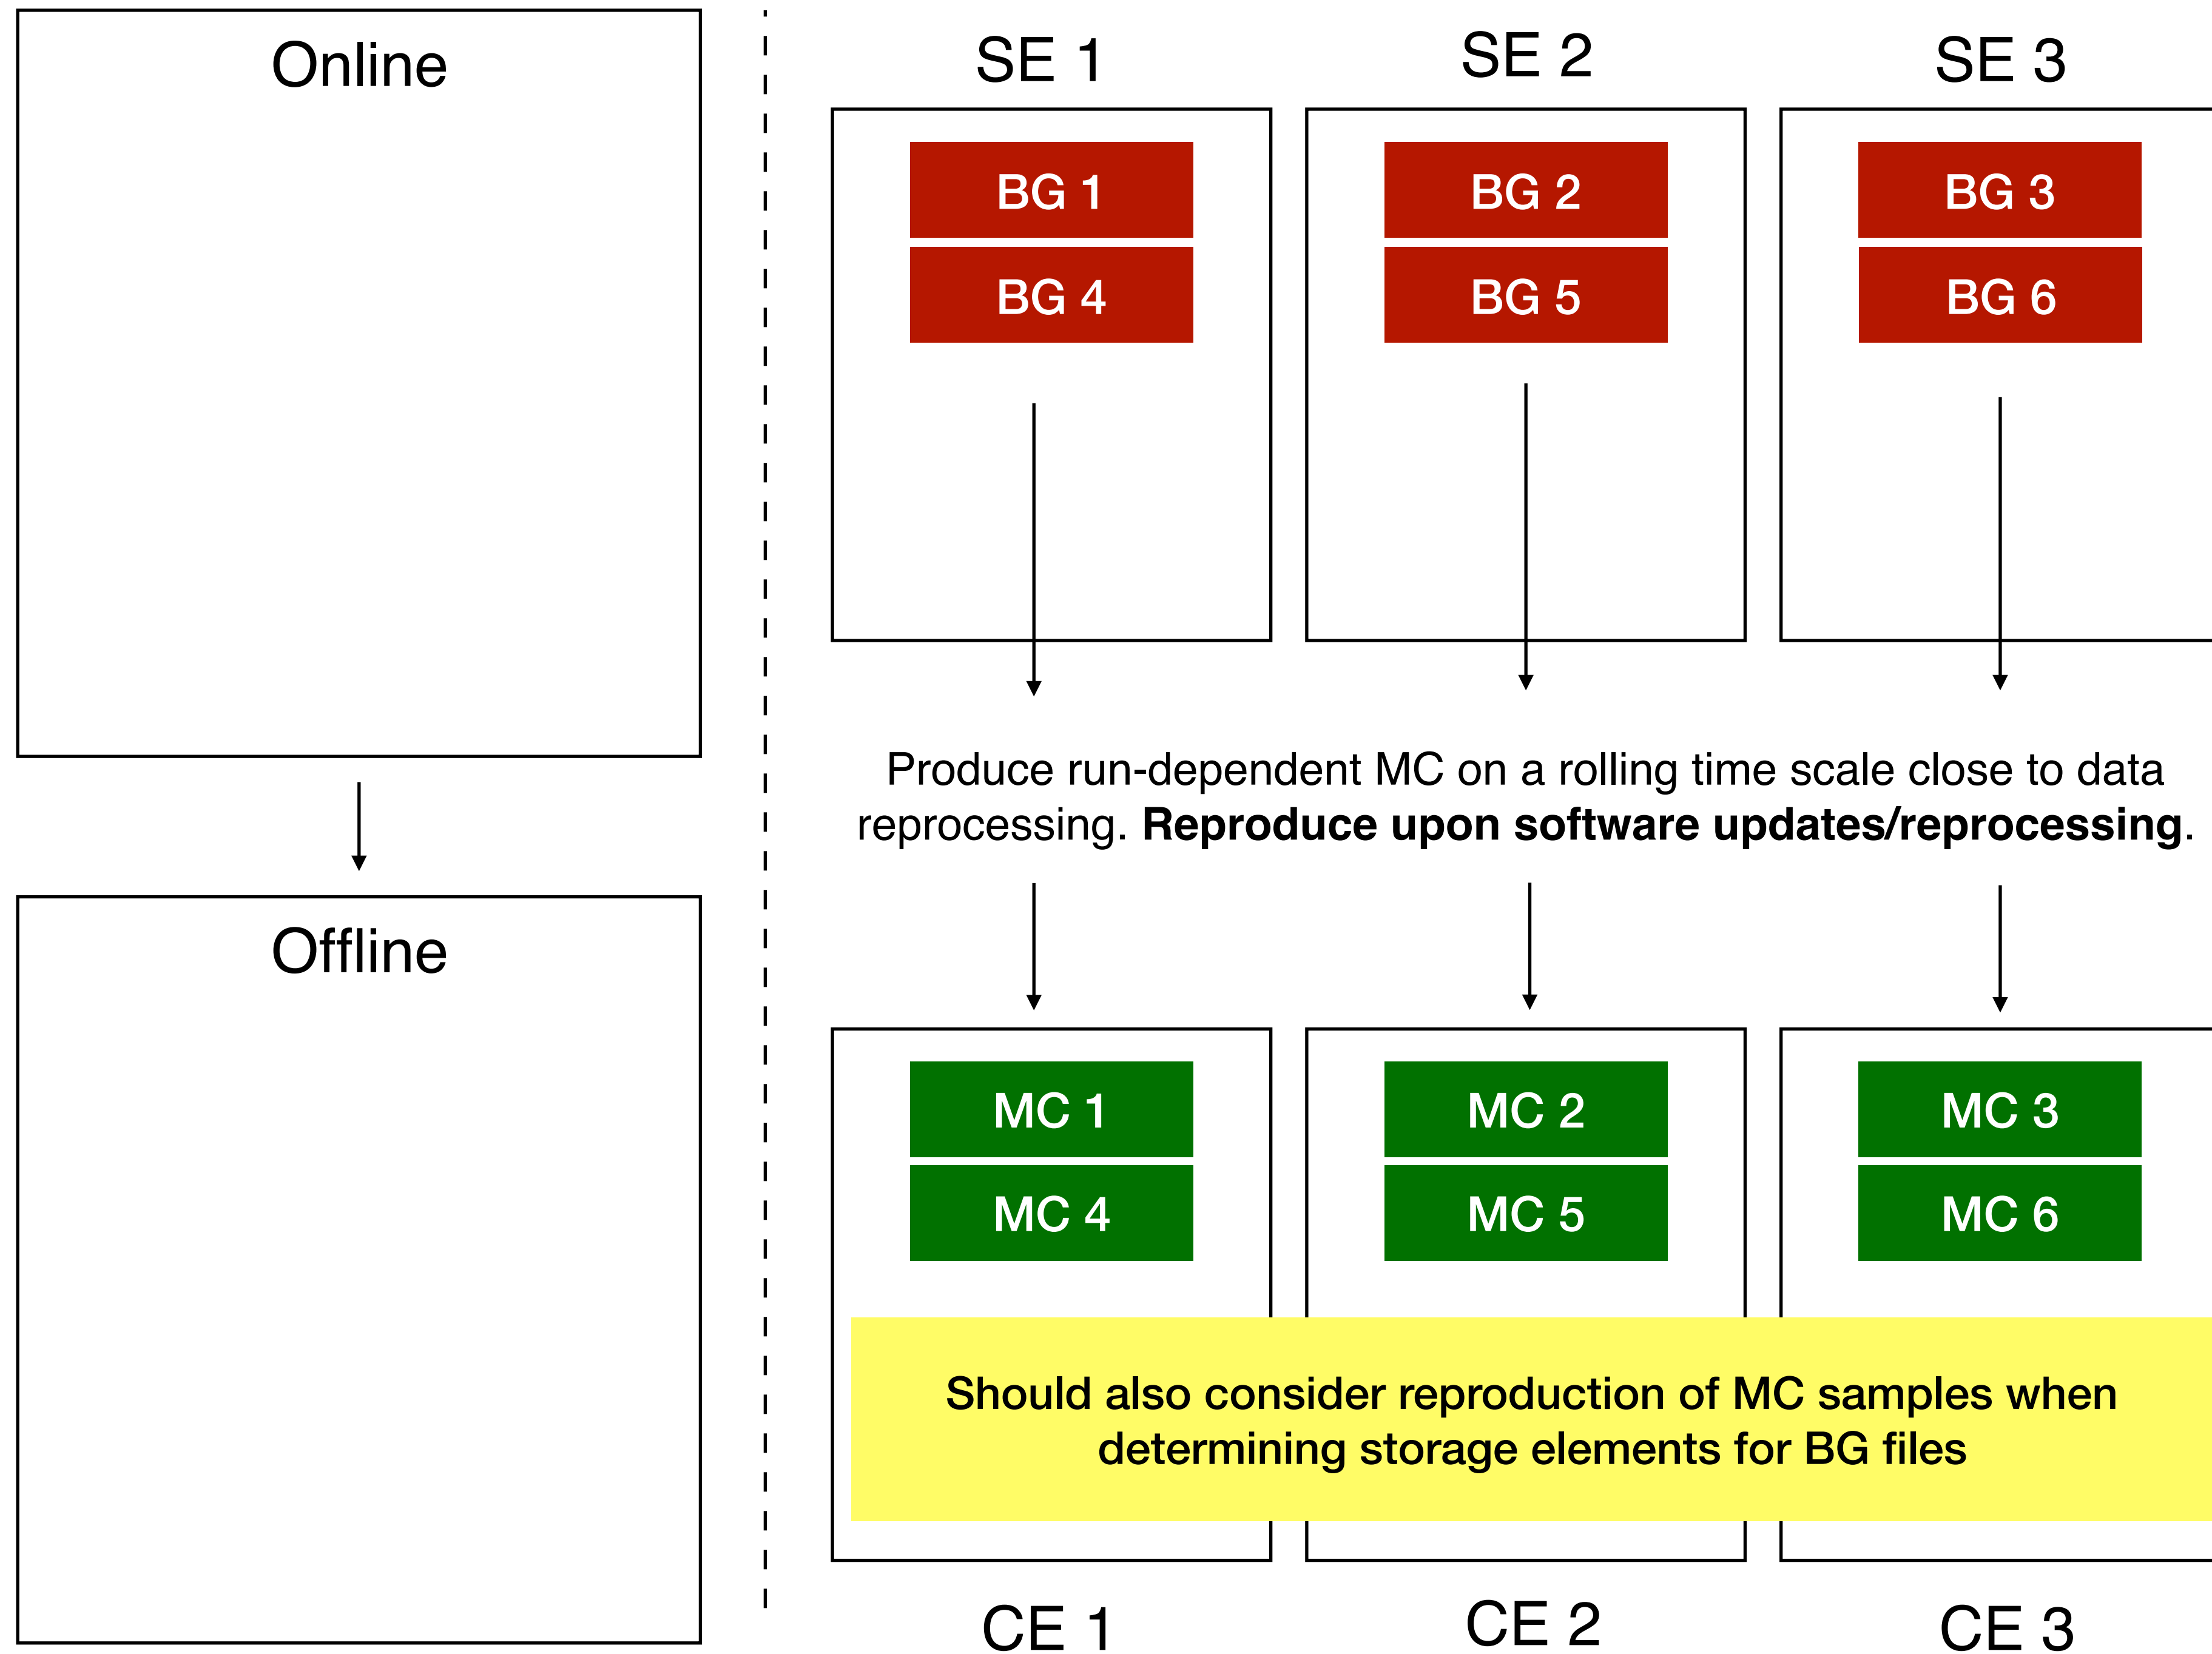 Online
Offline
SE 1
SE 2
SE 3
BG 1
BG 2
BG 3
BG 4
BG 5
BG 6
Produce run-dependent MC on a rolling time scale close to data
reprocessing. Reproduce upon software updates/reprocessing.
MC 1
MC 2
MC 3
MC 4
MC 5
MC 6
Should also consider reproduction of MC samples when
determining storage elements for BG files
CE 1
CE 2
CE 3